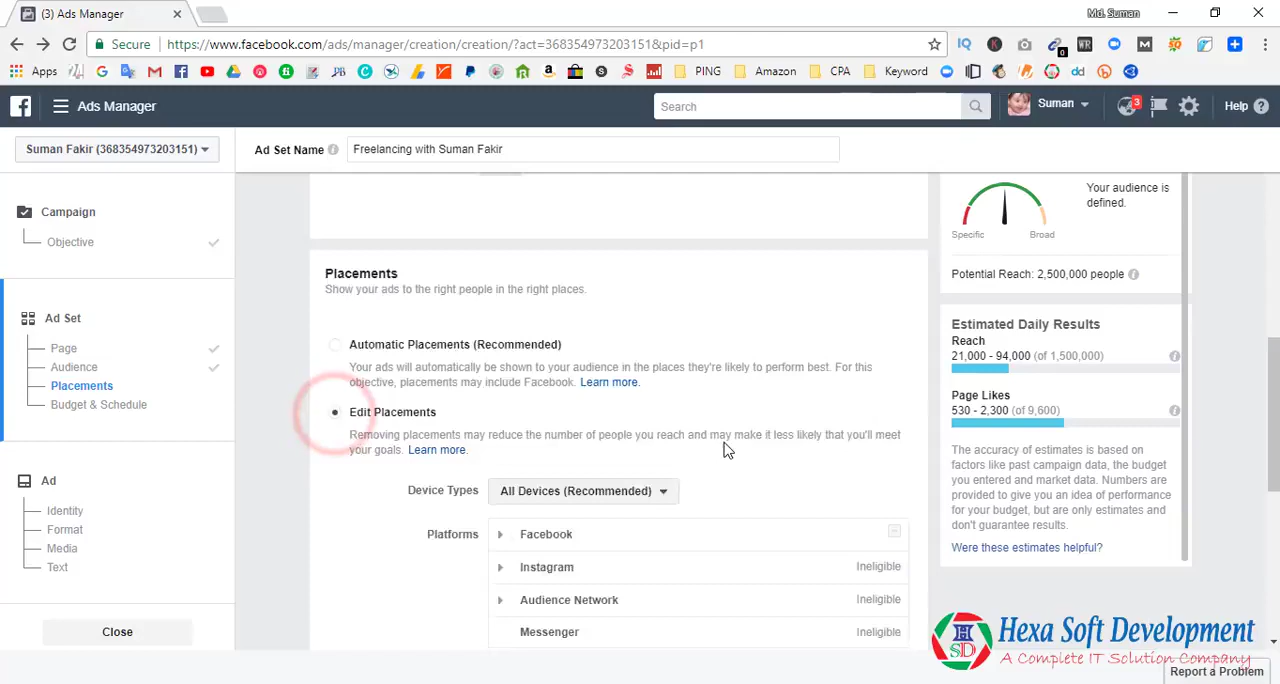 (3) Ads Manager
Md. Suman
Secure
https://www.facebook.com/ads/manager/creation/creation/?act=368354973203151&pid=p1
Apps
PING
Amazon
CPA
Keyword
Ads Manager
Search
Suman
3
Help
Suman Fakir (368354973203151)
Ad Set Name
Freelancing with Suman Fakir
Campaign
Objective
Ad Set
Page
Audience
Placements
Budget & Schedule
Ad
Identity
Format
Media
Text
Close
Placements
Show your ads to the right people in the right places.
Automatic Placements (Recommended)
Your ads will automatically be shown to your audience in the places they're likely to perform best. For this
objective, placements may include Facebook. Learn more.
Edit Placements
Removing placements may reduce the number of people you reach and may make it less likely that you'll meet
your goals. Learn more.
Device Types
All Devices (Recommended)
Platforms
Facebook
Instagram
Ineligible
Audience Network
Ineligible
Messenger
Ineligible
Your audience is
defined.
Specific
Broad
Potential Reach: 2,500,000 people
Estimated Daily Results
Reach
21,000 - 94,000 (of 1,500,000)
Page Likes
530 - 2,300 (of 9,600)
The accuracy of estimates is based on
factors like past campaign data, the budget
you entered and market data. Numbers are
provided to give you an idea of performance
for your budget, but are only estimates and
don't guarantee results.
Were these estimates helpful?
HSD
Hexa Soft Development
A Complete IT Solution Company
Report a Problem